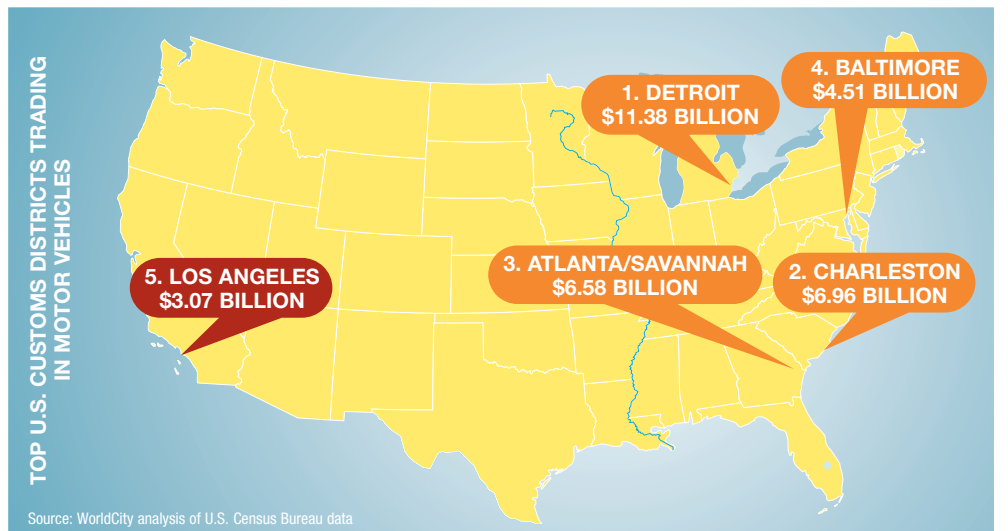 TOP U.S. CUSTOMS DISTRICTS TRADING
IN MOTOR VEHICLES
1. DETROIT
$11.38 BILLION
4. BALTIMORE
$4.51 BILLION
5. LOS ANGELES
$3.07 BILLION
3. ATLANTA/SAVANNAH
$6.58 BILLION
2. CHARLESTON
$6.96 BILLION
Source: WorldCity analysis of U.S. Census Bureau data